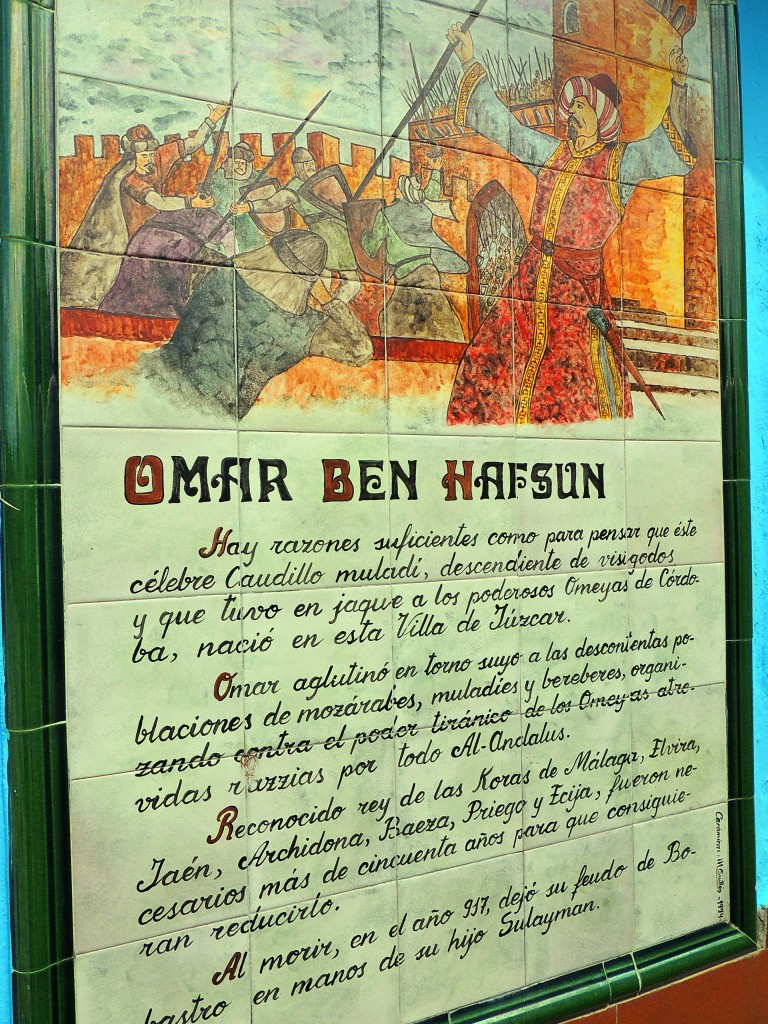 OMAR BEN HAFSUN
Hay razones suficientes como para pensar que éste
célebre Caudillo muladí, descendiente de visigodos
y que tuvo en jaque a los poderosos Omeyas de Córdo-
ba, nació en esta Villa de Júzcar.
Omar aglutinó en torno suyo a las descontentas po-
blaciones de mozárabes, muladíes y bereberes, organi-
zando contra el poder tiránico de los Omeyas atre-
vidas razzias por todo Al-Andalus.
Reconocido rey de las Koras de Málaga, Elvira,
Jaén, Archidona, Baeza, Priego y Ecija, fueron ne-
cesarios más de cincuenta años para que consiguie-
ran reducirlo.
Al morir, en el año 917, dejó su feudo de Bo-
bastro en manos de su hijo Sulayman.
1994